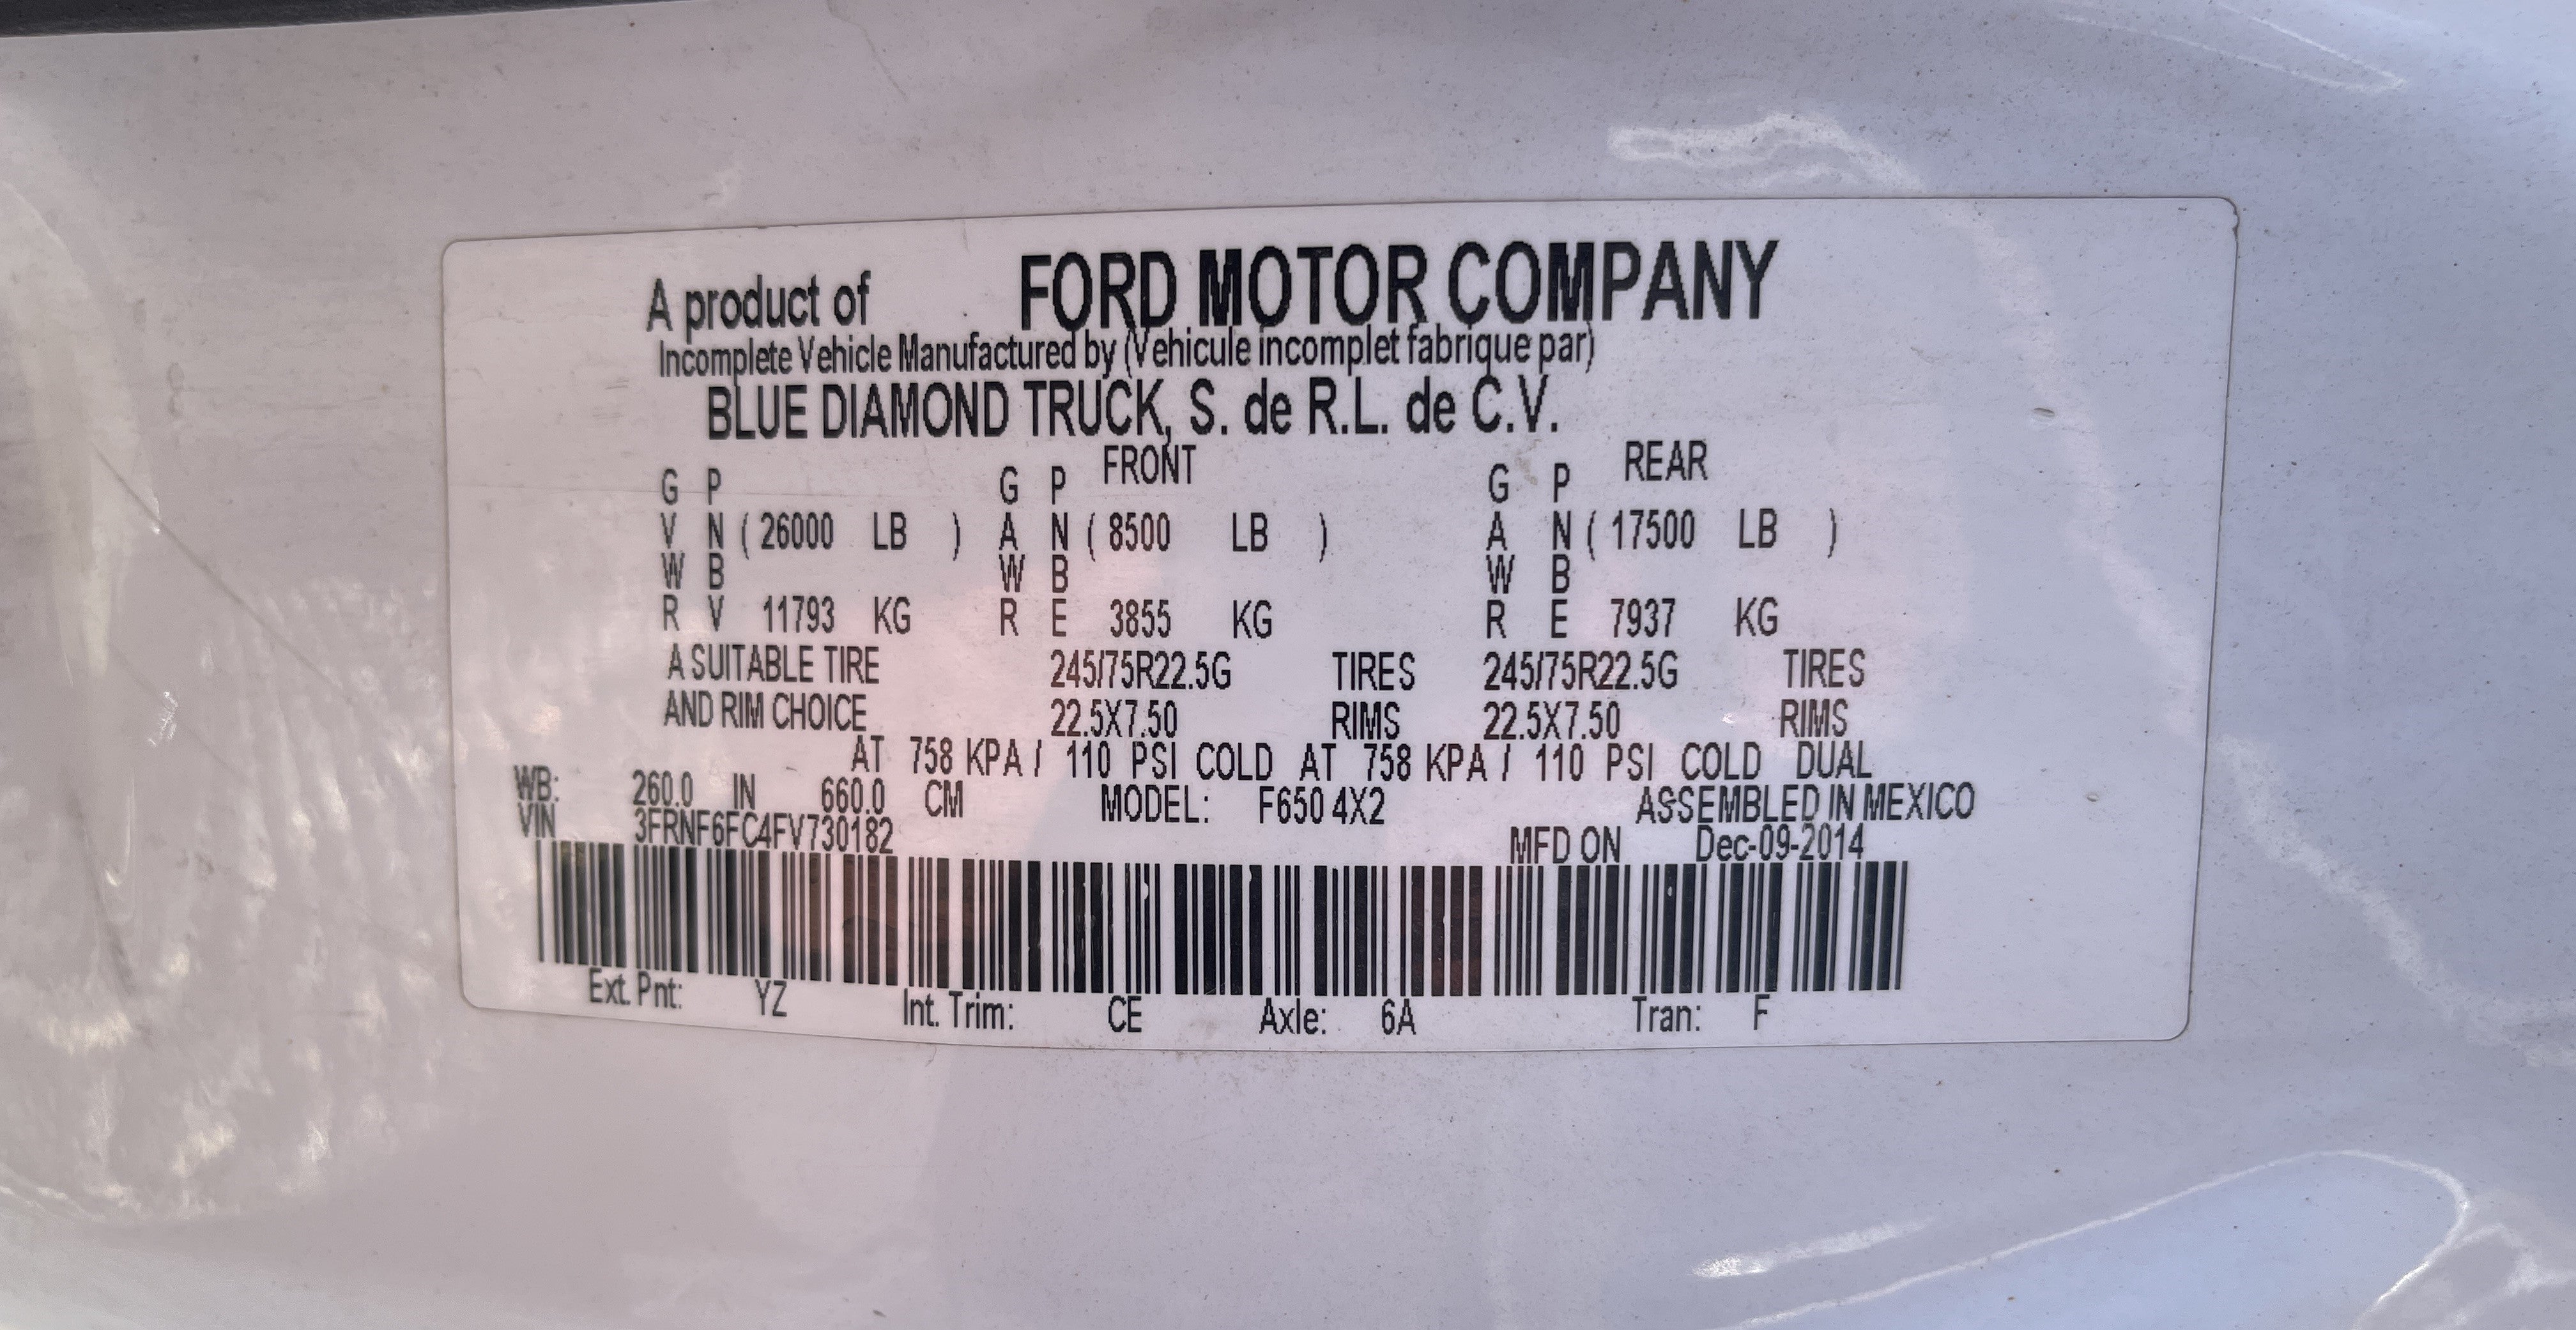 A product of FORD MOTOR COMPANY
Incomplete Vehicle Manufactured by (Vehicule incomplet fabrique par)
BLUE DIAMOND TRUCK, S. de R.L. de C.V.
G P G P FRONT G P REAR
V N ( 26000 LB ) A N ( 8500 LB ) A N ( 17500 LB )
W B W B W B
R V 11793 KG R E 3855 KG R E 7937 KG
A SUITABLE TIRE 245/75R22.5G TIRES 245/75R22.5G TIRES
AND RIM CHOICE 22.5X7.50 RIMS 22.5X7.50 RIMS
AT 758 KPA / 110 PSI COLD AT 758 KPA / 110 PSI COLD DUAL
WB: 260.0 IN 660.0 CM MODEL: F650 4X2 ASSEMBLED IN MEXICO
VIN 3FRNF6FC4FV730182 MFD ON Dec-09-2014
Ext. Pnt: YZ Int. Trim: CE Axle: 6A Tran: F